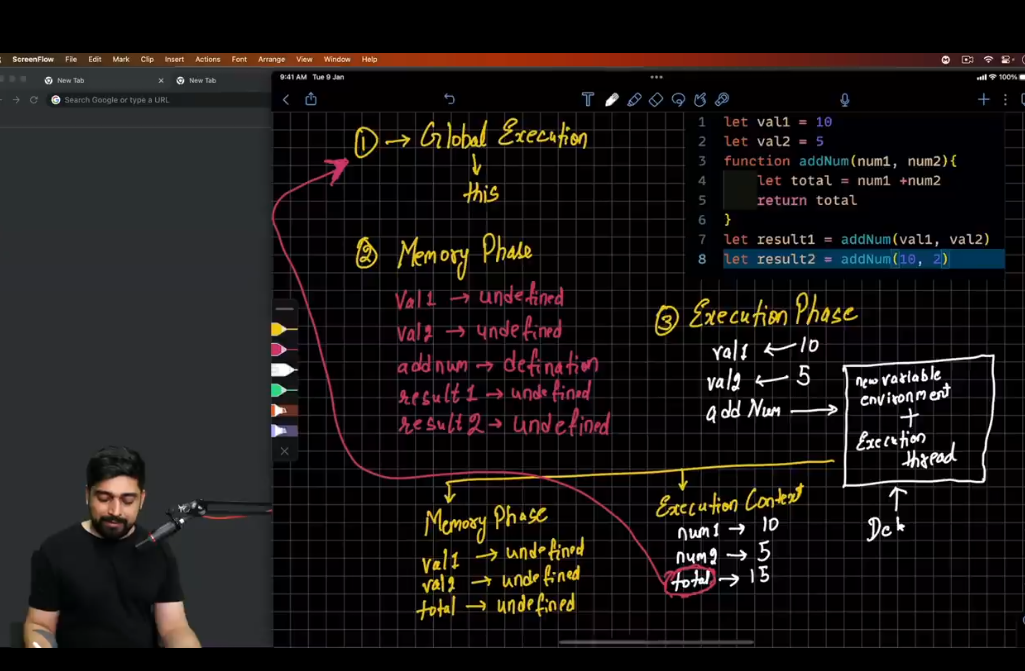 ScreenFlow File Edit Mark Clip Insert Actions Font Arrange View Window Help
New Tab
New Tab
Search Google or type a URL
9:41 AM Tue 9 Jan
100%
① → Global Execution
↓
this
② Memory Phase
val1 → undefined
val2 → undefined
addnum → defination
result1 → undefined
result2 → undefined
1 let val1 = 10
2 let val2 = 5
3 function addNum(num1, num2){
4 let total = num1 +num2
5 return total
6 }
7 let result1 = addNum(val1, val2)
8 let result2 = addNum(10, 2)
③ Execution Phase
val1 ← 10
val2 ← 5
add Num →
new variable
environment
+
Execution
thread
Memory Phase
val1 → undefined
val2 → undefined
total → undefined
Execution Context
num1 → 10
num2 → 5
total → 15